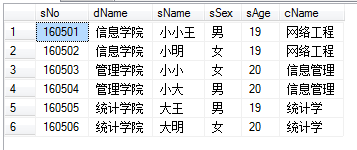 sNo dName sName sSex sAge cName
1 160501 信息学院 小小王 男 19 网络工程
2 160502 信息学院 小明 女 19 网络工程
3 160503 管理学院 小小 女 20 信息管理
4 160504 管理学院 小大 男 20 信息管理
5 160505 统计学院 大王 男 19 统计学
6 160506 统计学院 大明 女 20 统计学